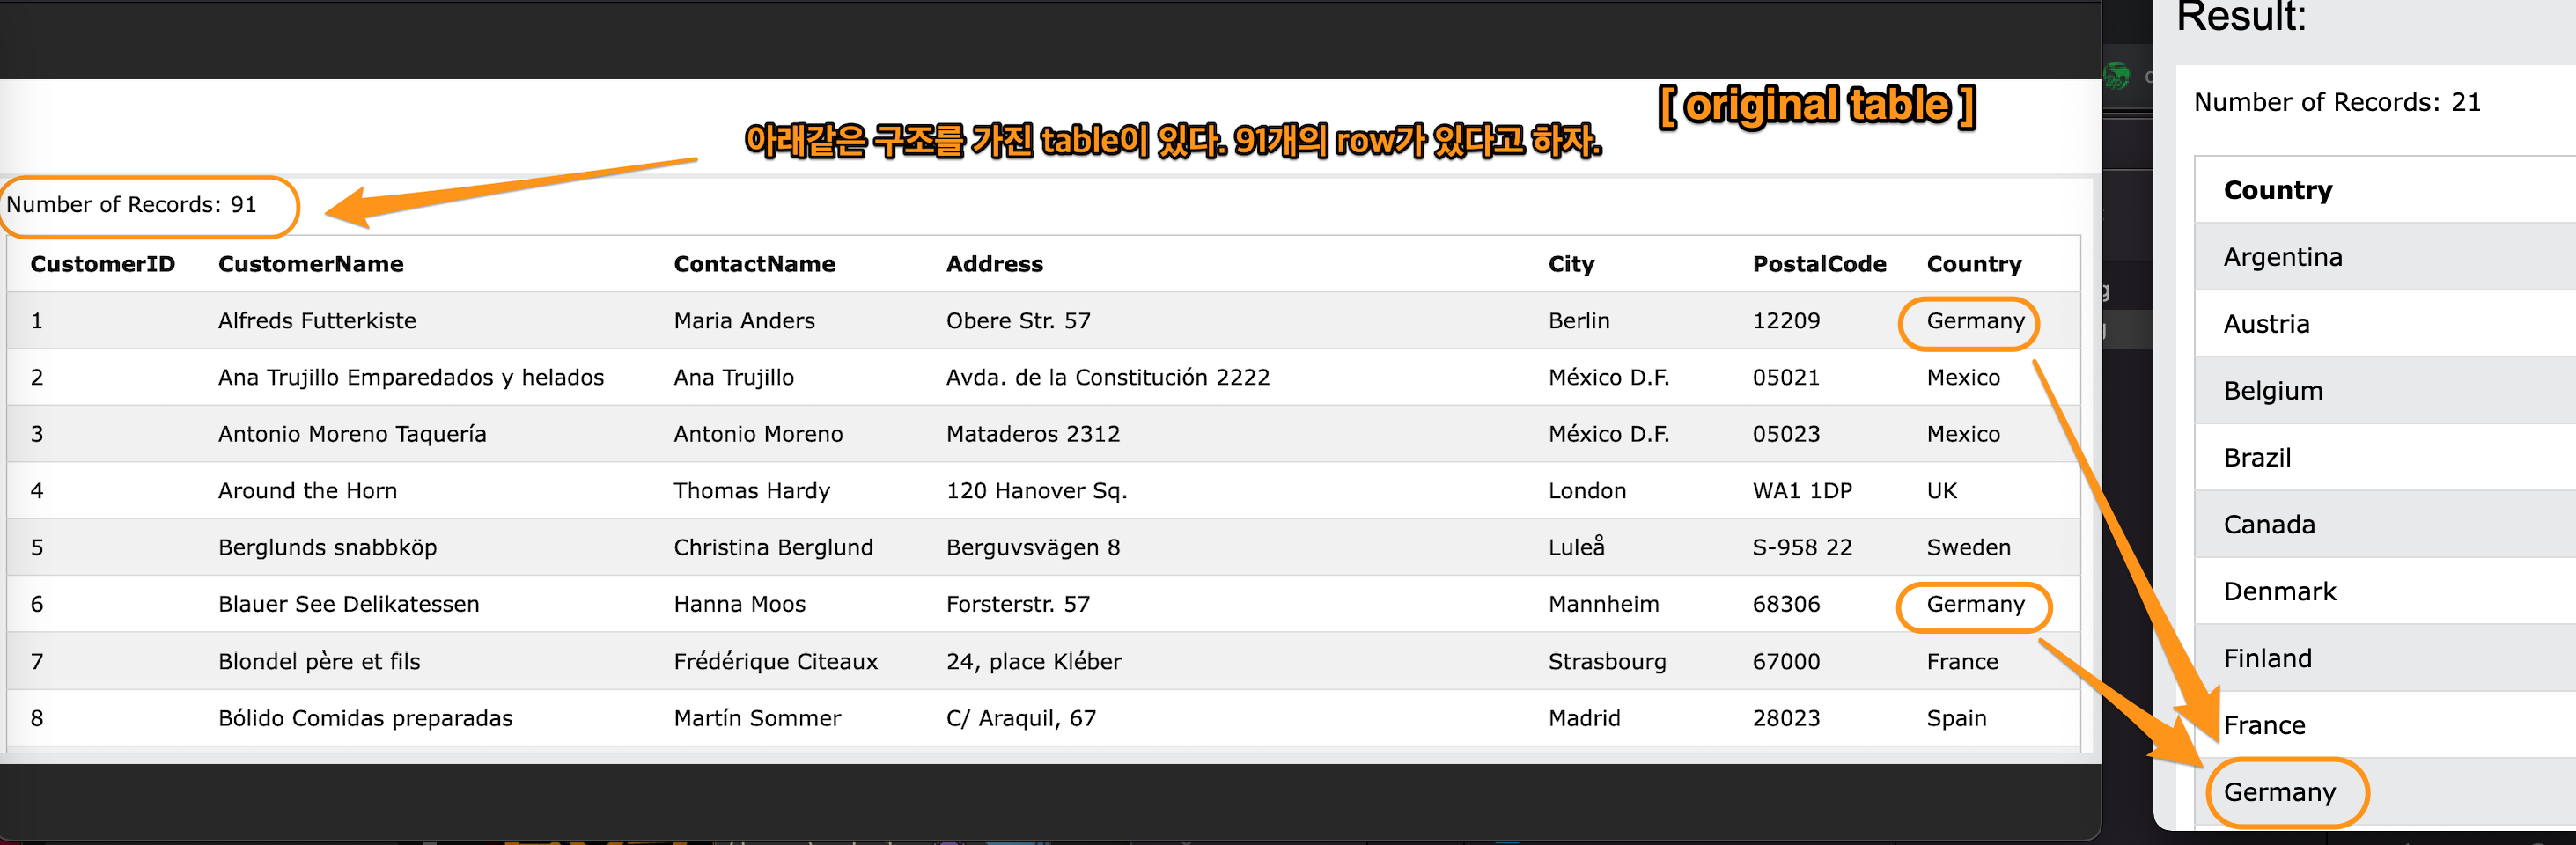 [ original table ]
아래같은 구조를 가진 table이 있다. 91개의 row가 있다고 하자.
Number of Records: 91
CustomerID CustomerName ContactName Address City PostalCode Country
1 Alfreds Futterkiste Maria Anders Obere Str. 57 Berlin 12209 Germany
2 Ana Trujillo Emparedados y helados Ana Trujillo Avda. de la Constitución 2222 México D.F. 05021 Mexico
3 Antonio Moreno Taquería Antonio Moreno Mataderos 2312 México D.F. 05023 Mexico
4 Around the Horn Thomas Hardy 120 Hanover Sq. London WA1 1DP UK
5 Berglunds snabbköp Christina Berglund Berguvsvägen 8 Luleå S-958 22 Sweden
6 Blauer See Delikatessen Hanna Moos Forsterstr. 57 Mannheim 68306 Germany
7 Blondel père et fils Frédérique Citeaux 24, place Kléber Strasbourg 67000 France
8 Bólido Comidas preparadas Martín Sommer C/ Araquil, 67 Madrid 28023 Spain
Result:
Number of Records: 21
Country
Argentina
Austria
Belgium
Brazil
Canada
Denmark
Finland
France
Germany